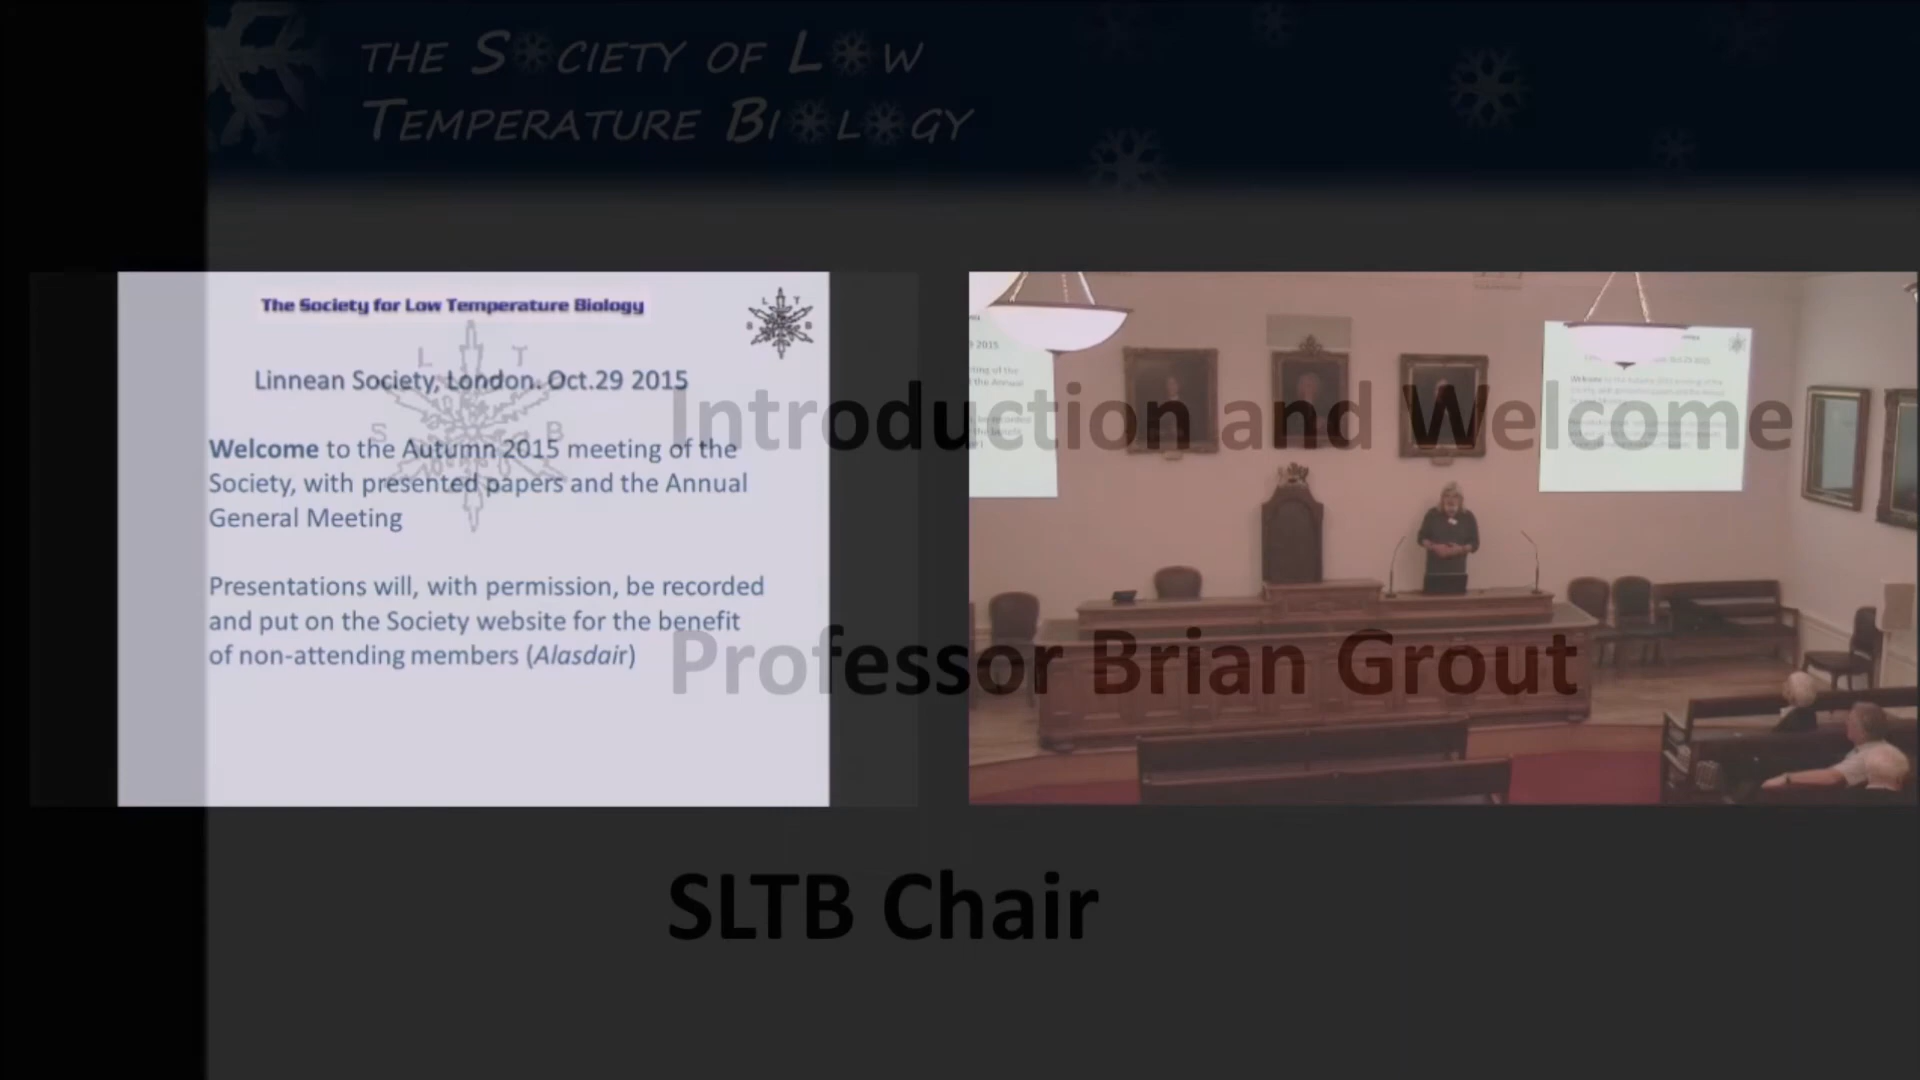 THE SOCIETY OF LOW
TEMPERATURE BIOLOGY
The Society for Low Temperature Biology
L T
S B
Linnean Society, London. Oct.29 2015
L T
S B
Welcome to the Autumn 2015 meeting of the
Society, with presented papers and the Annual
General Meeting
Presentations will, with permission, be recorded
and put on the Society website for the benefit
of non-attending members (Alasdair)
Introduction and Welcome
Professor Brian Grout
SLTB Chair